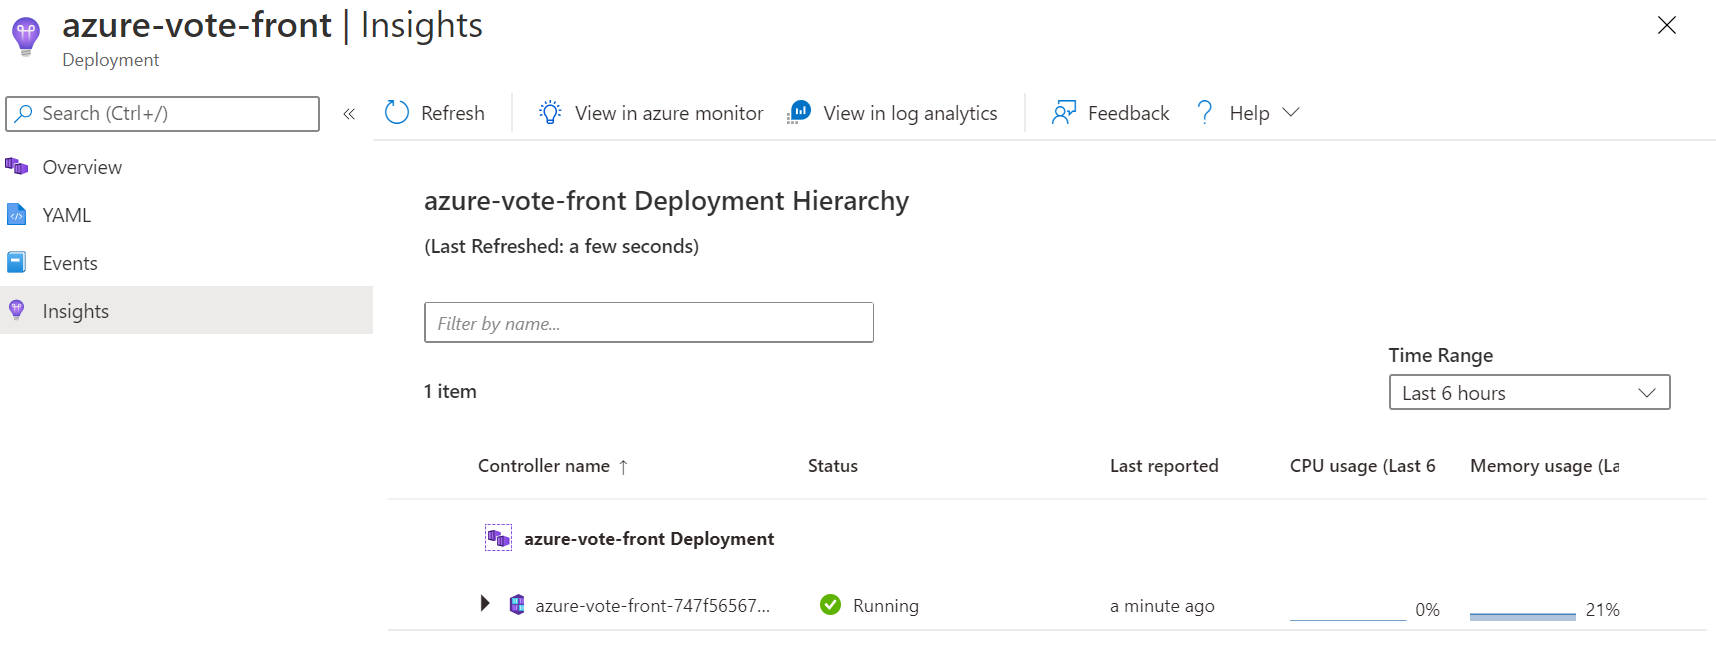 azure-vote-front | Insights
Deployment
Search (Ctrl+/)
«
Refresh
View in azure monitor
View in log analytics
Feedback
? Help
Overview
YAML
Events
Insights
azure-vote-front Deployment Hierarchy
(Last Refreshed: a few seconds)
Filter by name...
Time Range
Last 6 hours
1 item
Controller name ↑ Status Last reported CPU usage (Last 6 Memory usage (La
azure-vote-front Deployment
azure-vote-front-747f56567... Running a minute ago 0% 21%